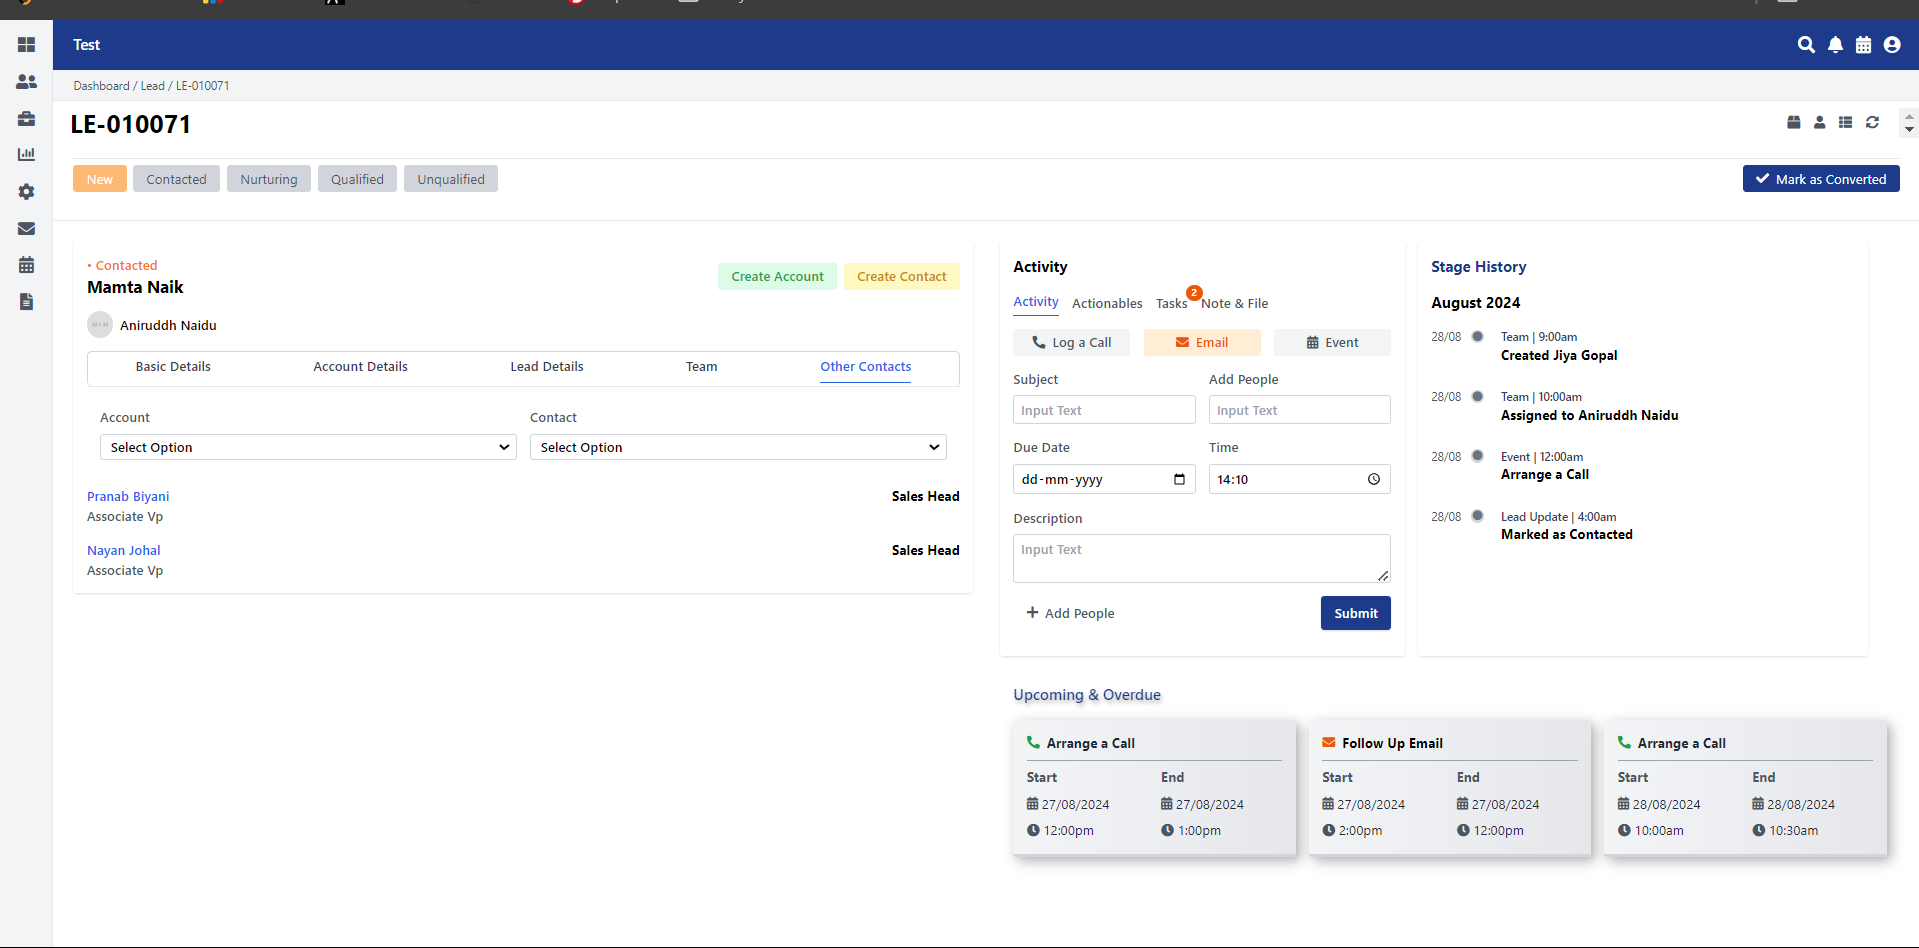 Test
Dashboard / Lead / LE-010071
LE-010071
New Contacted Nurturing Qualified Unqualified
Mark as Converted
• Contacted
Mamta Naik
Create Account Create Contact
Aniruddh Naidu
Basic Details Account Details Lead Details Team Other Contacts
Account Contact
Select Option Select Option
Pranab Biyani Sales Head
Associate Vp
Nayan Johal Sales Head
Associate Vp
Activity
Activity Actionables Tasks 2 Note & File
Log a Call Email Event
Subject Add People
Input Text Input Text
Due Date Time
dd-mm-yyyy 14:10
Description
Input Text
Add People Submit
Stage History
August 2024
28/08 Team | 9:00am
Created Jiya Gopal
28/08 Team | 10:00am
Assigned to Aniruddh Naidu
28/08 Event | 12:00am
Arrange a Call
28/08 Lead Update | 4:00am
Marked as Contacted
Upcoming & Overdue
Arrange a Call
Start End
27/08/2024 27/08/2024
12:00pm 1:00pm
Follow Up Email
Start End
27/08/2024 27/08/2024
2:00pm 12:00pm
Arrange a Call
Start End
28/08/2024 28/08/2024
10:00am 10:30am